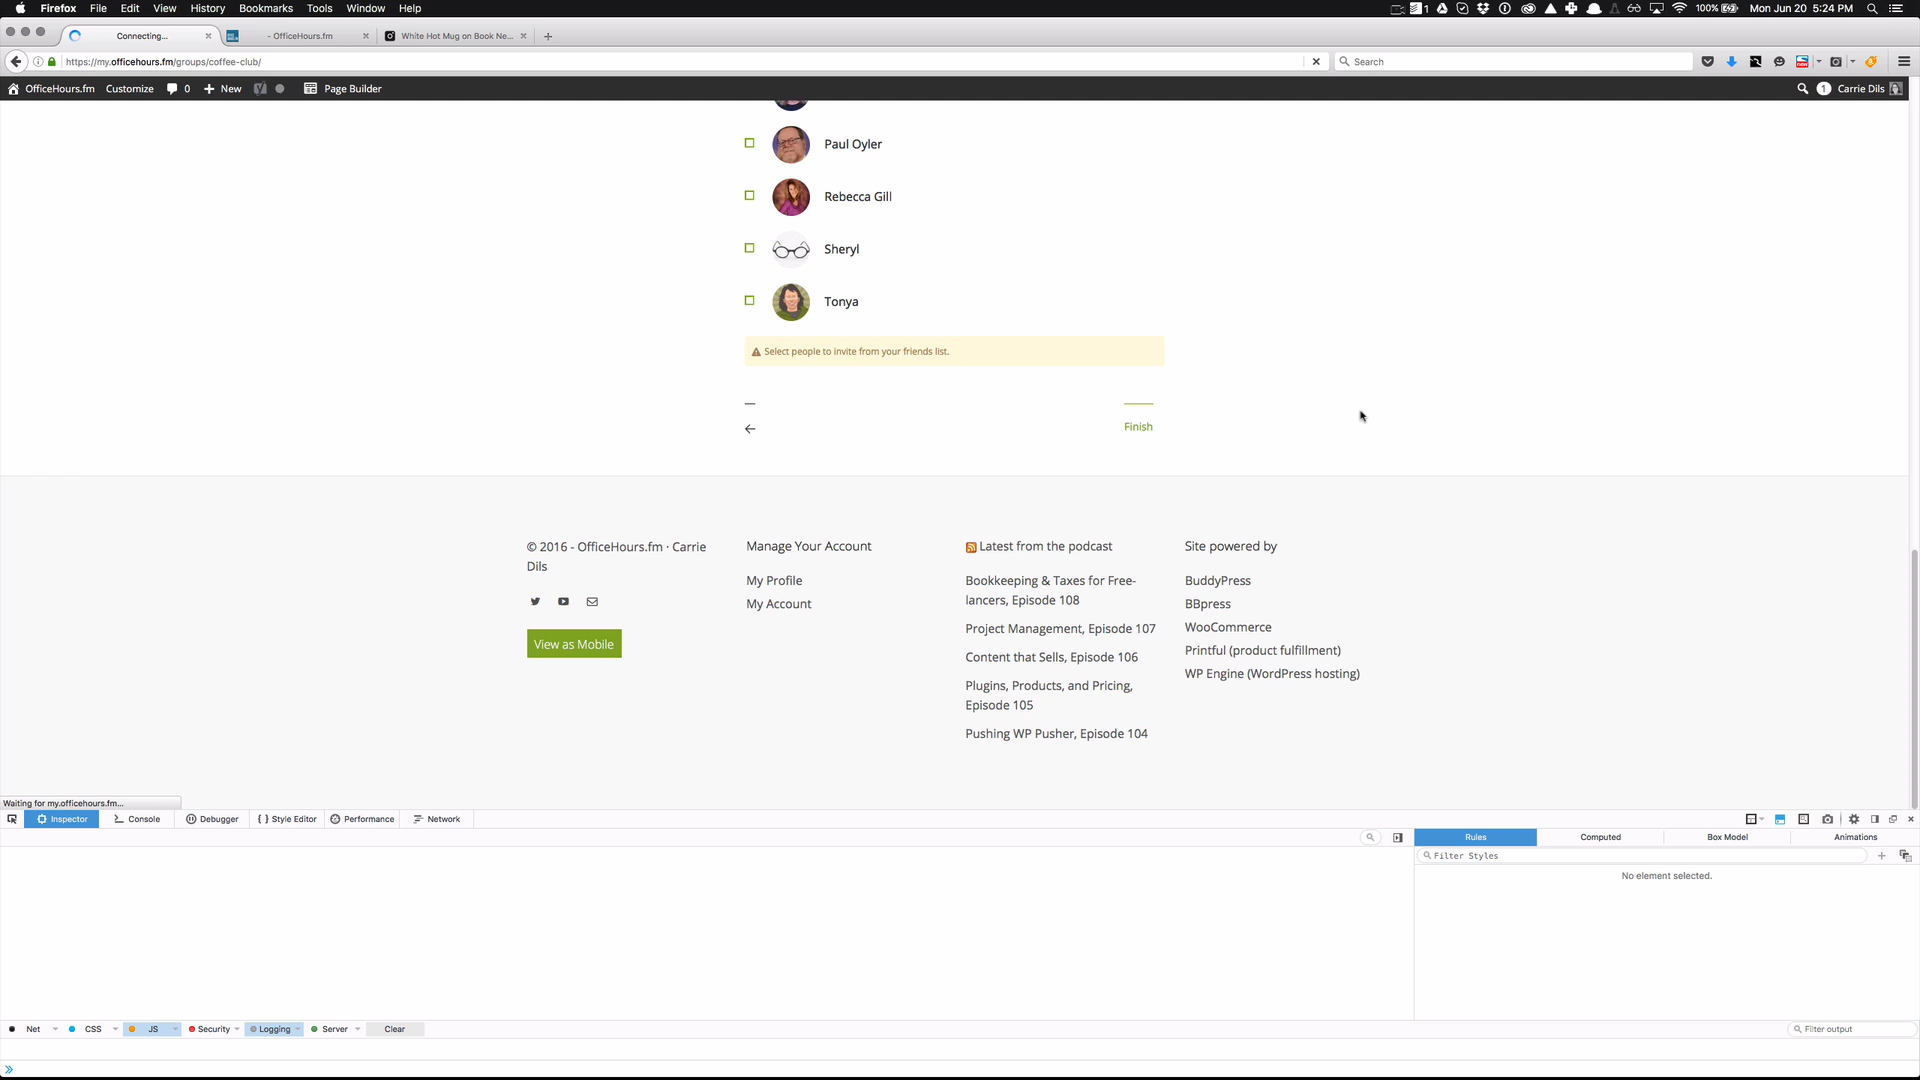 Firefox File Edit View History Bookmarks Tools Window Help 1 100% Mon Jun 20 5:24 PM
Connecting... - OfficeHours.fm White Hot Mug on Book Ne...
https://my.officehours.fm/groups/coffee-club/ Search
OfficeHours.fm Customize 0 New Page Builder 1 Carrie Dils
Paul Oyler
Rebecca Gill
Sheryl
Tonya
Select people to invite from your friends list.
Finish
© 2016 - OfficeHours.fm · Carrie
Dils
View as Mobile
Manage Your Account
My Profile
My Account
Latest from the podcast
Bookkeeping & Taxes for Free-
lancers, Episode 108
Project Management, Episode 107
Content that Sells, Episode 106
Plugins, Products, and Pricing,
Episode 105
Pushing WP Pusher, Episode 104
Site powered by
BuddyPress
BBpress
WooCommerce
Printful (product fulfillment)
WP Engine (WordPress hosting)
Waiting for my.officehours.fm...
Inspector Console Debugger { } Style Editor Performance Network
Rules Computed Box Model Animations
Filter Styles
No element selected.
Net CSS JS Security Logging Server Clear Filter output